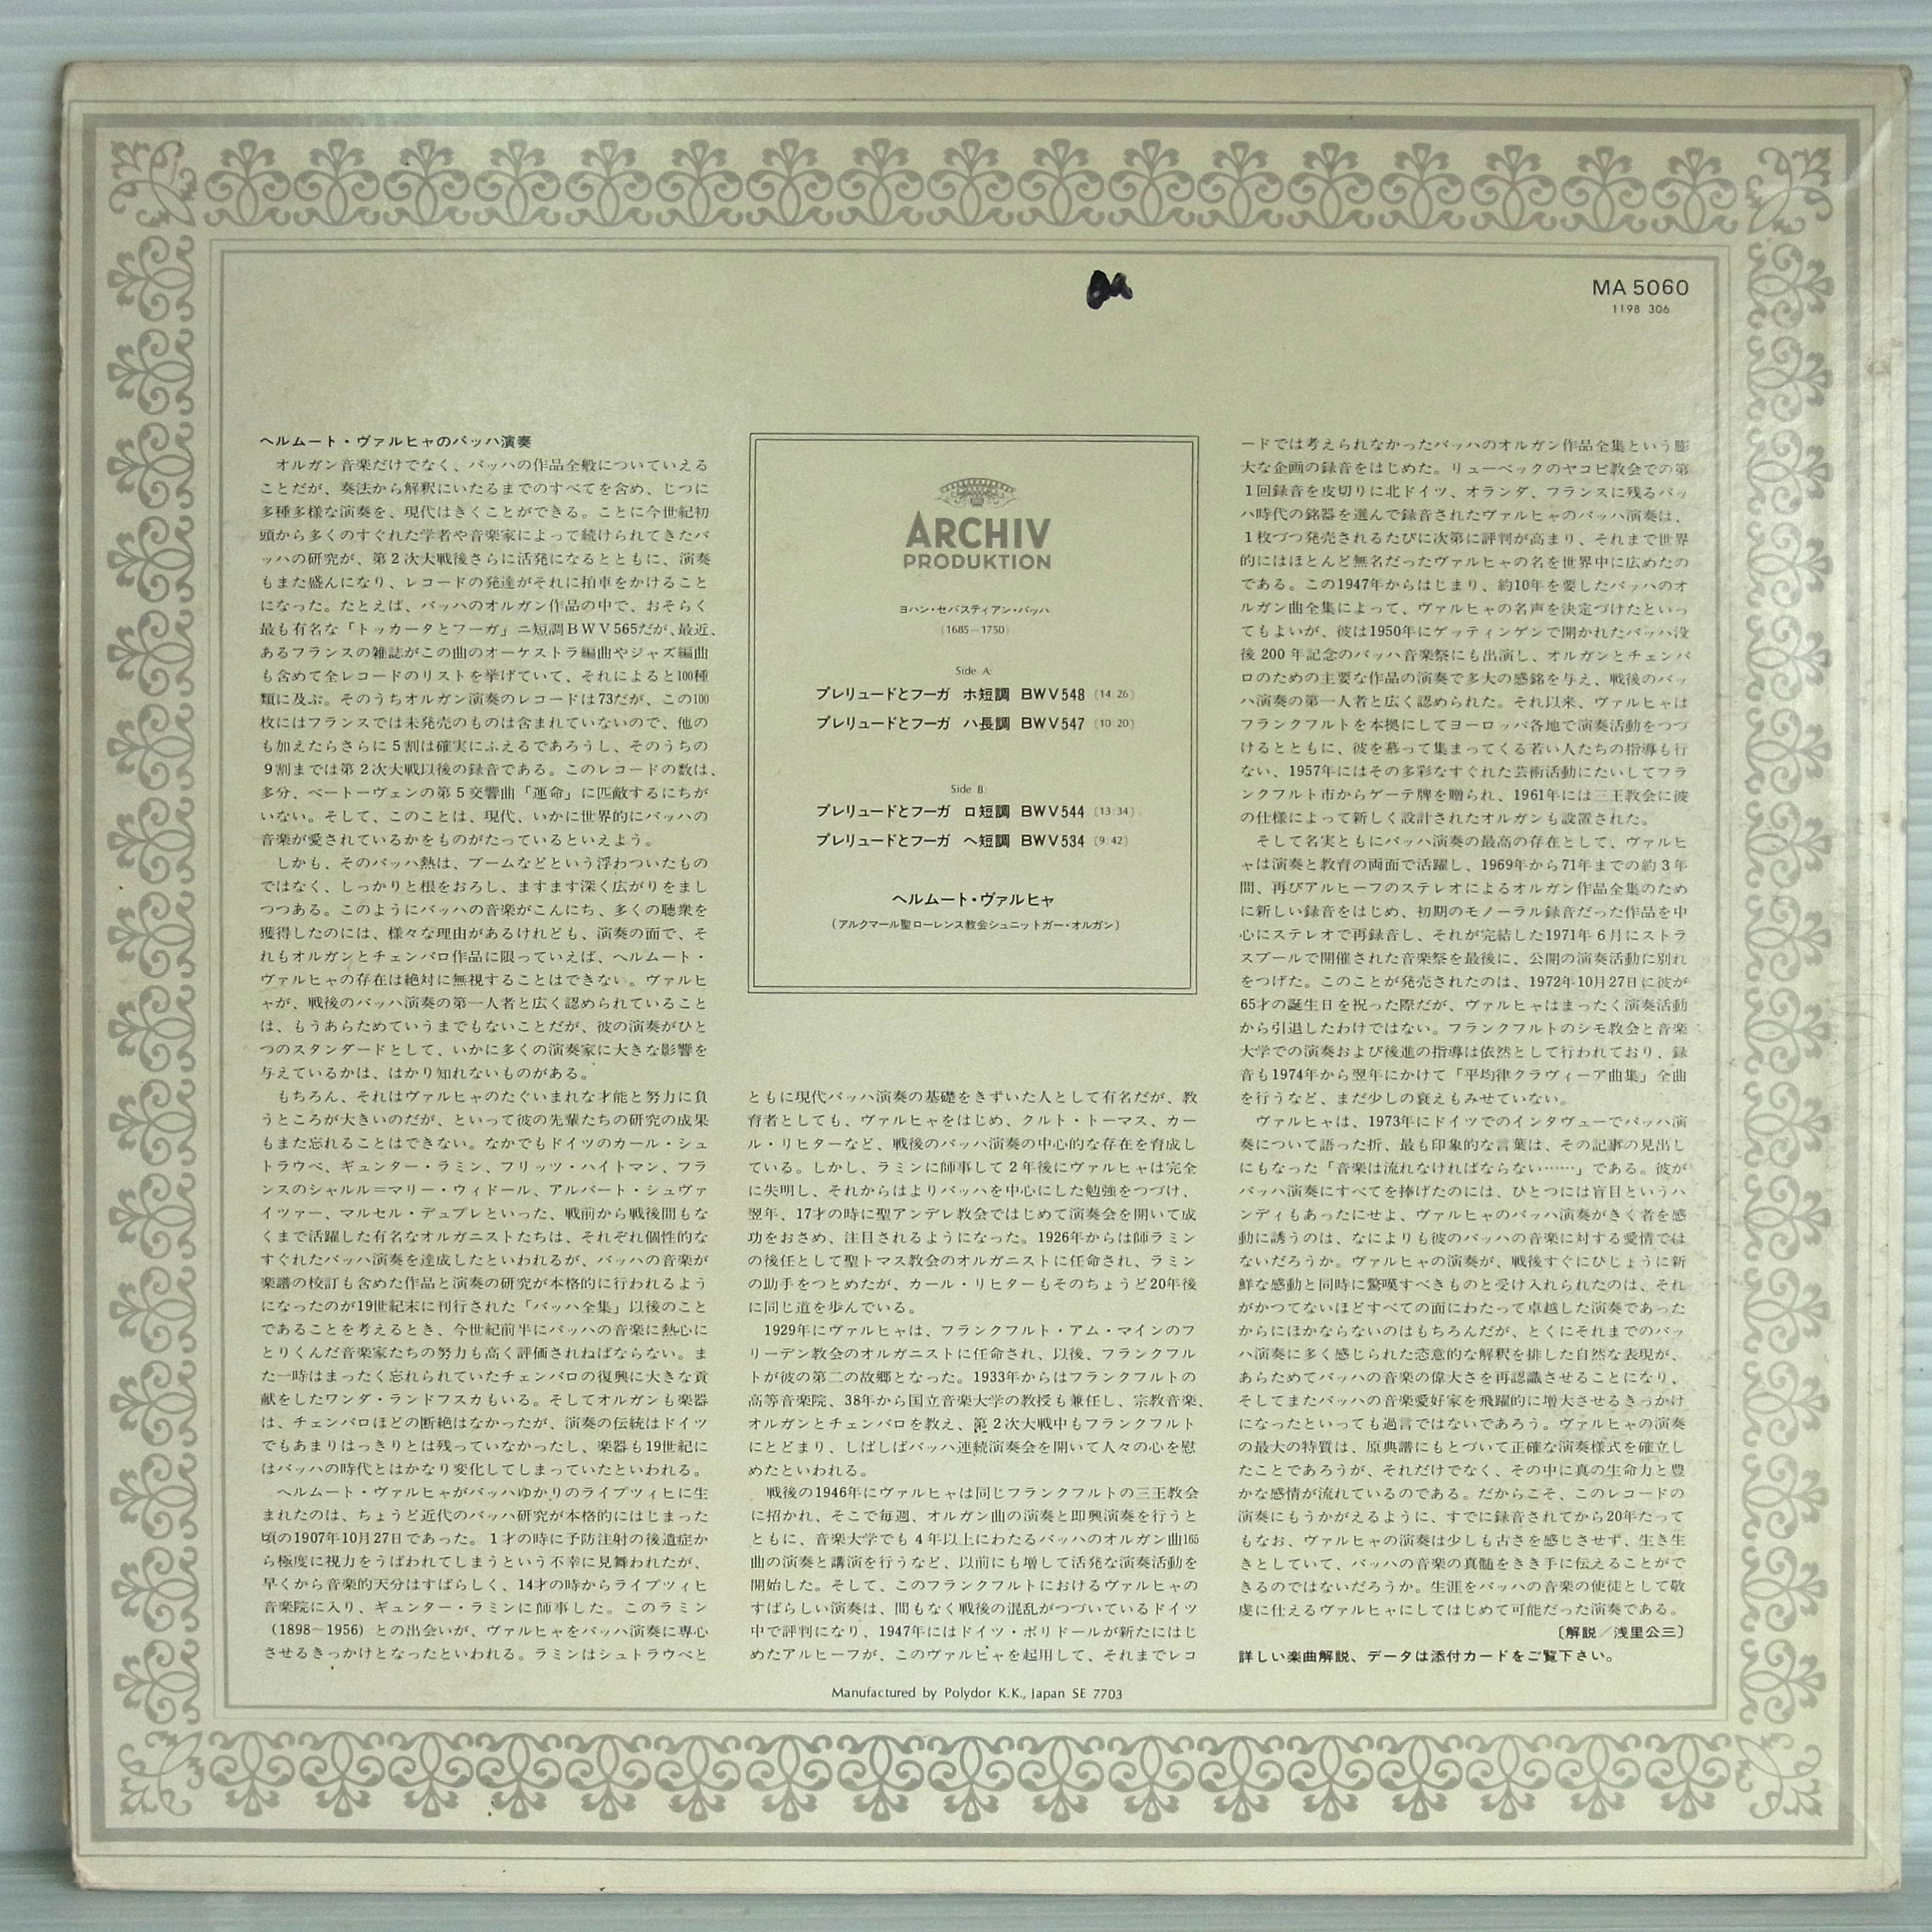 MA 5060
1198 306
ヘルムート・ヴァルヒャのバッハ演奏
オルガン音楽だけでなく、バッハの作品全般についていえる
ことだが、奏法から解釈にいたるまでのすべてを含め、じつに
多種多様な演奏を、現代はきくことができる。ことに今世紀初
頭から多くのすぐれた学者や音楽家によって続けられてきたバ
ッハの研究が、第2次大戦後さらに活発になるとともに、演奏
もまた盛んになり、レコードの発達がそれに拍車をかけること
になった。たとえば、バッハのオルガン作品の中で、おそらく
最も有名な「トッカータとフーガ」ニ短調BWV565だが、最近、
あるフランスの雑誌がこの曲のオーケストラ編曲やジャズ編曲
も含めて全レコードのリストを挙げていて、それによると100種
類に及ぶ。そのうちオルガン演奏のレコードは73だが、この100
枚にはフランスでは未発売のものは含まれていないので、他の
も加えたらさらに5割は確実にふえるであろうし、そのうちの
9割までは第2次大戦以後の録音である。このレコードの数は、
多分、ベートーヴェンの第5交響曲「運命」に匹敵するにちが
いない。そして、このことは、現代、いかに世界的にバッハの
音楽が愛されているかをものがたっているといえよう。
しかも、そのバッハ熱は、ブームなどという浮わついたもの
ではなく、しっかりと根をおろし、ますます深く広がりをまし
つつある。このようにバッハの音楽がこんにち、多くの聴衆を
獲得したのには、様々な理由があるけれども、演奏の面で、そ
れもオルガンとチェンバロ作品に限っていえば、ヘルムート・
ヴァルヒャの存在は絶対に無視することはできない。ヴァルヒ
ャが、戦後のバッハ演奏の第一人者と広く認められていること
は、もうあらためていうまでもないことだが、彼の演奏がひと
つのスタンダードとして、いかに多くの演奏家に大きな影響を
与えているかは、はかり知れないものがある。
もちろん、それはヴァルヒャのたぐいまれな才能と努力に負
うところが大きいのだが、といって彼の先輩たちの研究の成果
もまた忘れることはできない。なかでもドイツのカール・シュ
トラウベ、ギュンター・ラミン、フリッツ・ハイトマン、フラ
ンスのシャルル＝マリー・ウィドール、アルバート・シュヴァ
イツァー、マルセル・デュプレといった、戦前から戦後間もな
くまで活躍した有名なオルガニストたちは、それぞれ個性的な
すぐれたバッハ演奏を達成したといわれるが、バッハの音楽が
楽譜の校訂も含めた作品と演奏の研究が本格的に行われるよう
になったのが19世紀末に刊行された「バッハ全集」以後のこと
であることを考えるとき、今世紀前半にバッハの音楽に熱心に
とりくんだ音楽家たちの努力も高く評価されねばならない。ま
た一時はまったく忘れられていたチェンバロの復興に大きな貢
献をしたワンダ・ランドフスカもいる。そしてオルガンも楽器
は、チェンバロほどの断絶はなかったが、演奏の伝統はドイツ
でもあまりはっきりとは残っていなかったし、楽器も19世紀に
はバッハの時代とはかなり変化してしまっていたといわれる。
ヘルムート・ヴァルヒャがバッハゆかりのライプツィヒに生
まれたのは、ちょうど近代のバッハ研究が本格的にはじまった
頃の1907年10月27日であった。1才の時に予防注射の後遺症か
ら極度に視力をうばわれてしまうという不幸に見舞われたが、
早くから音楽的天分はすばらしく、14才の時からライプツィヒ
音楽院に入り、ギュンター・ラミンに師事した。このラミン
（1898〜1956）との出会いが、ヴァルヒャをバッハ演奏に専心
させるきっかけとなったといわれる。ラミンはシュトラウベと
ARCHIV
PRODUKTION
ヨハン・セバスティアン・バッハ
(1685−1750)
Side A:
プレリュードとフーガ ホ短調 BWV548 [14:26]
プレリュードとフーガ ハ長調 BWV547 [10:20]
Side B:
プレリュードとフーガ ロ短調 BWV544 [13:34]
プレリュードとフーガ ヘ短調 BWV534 [9:42]
ヘルムート・ヴァルヒャ
(アルクマール聖ローレンス教会シュニットガー・オルガン)
ともに現代バッハ演奏の基礎をきずいた人として有名だが、教
育者としても、ヴァルヒャをはじめ、クルト・トーマス、カー
ル・リヒターなど、戦後のバッハ演奏の中心的な存在を育成し
ている。しかし、ラミンに師事して2年後にヴァルヒャは完全
に失明し、それからはよりバッハを中心にした勉強をつづけ、
翌年、17才の時に聖アンデレ教会ではじめて演奏会を開いて成
功をおさめ、注目されるようになった。1926年からは師ラミン
の後任として聖トマス教会のオルガニストに任命され、ラミン
の助手をつとめたが、カール・リヒターもそのちょうど20年後
に同じ道を歩んでいる。
1929年にヴァルヒャは、フランクフルト・アム・マインのフ
リーデン教会のオルガニストに任命され、以後、フランクフル
トが彼の第二の故郷となった。1933年からはフランクフルトの
高等音楽院、38年から国立音楽大学の教授も兼任し、宗教音楽、
オルガンとチェンバロを教え、第2次大戦中もフランクフルト
にとどまり、しばしばバッハ連続演奏会を開いて人々の心を慰
めたといわれる。
戦後の1946年にヴァルヒャは同じフランクフルトの三王教会
に招かれ、そこで毎週、オルガン曲の演奏と即興演奏を行うと
ともに、音楽大学でも4年以上にわたるバッハのオルガン曲165
曲の演奏と講演を行うなど、以前にも増して活発な演奏活動を
開始した。そして、このフランクフルトにおけるヴァルヒャの
すばらしい演奏は、間もなく戦後の混乱がつづいているドイツ
中で評判になり、1947年にはドイツ・ポリドールが新たにはじ
めたアルヒーフが、このヴァルヒャを起用して、それまでレコ
ードでは考えられなかったバッハのオルガン作品全集という膨
大な企画の録音をはじめた。リューベックのヤコビ教会での第
1回録音を皮切りに北ドイツ、オランダ、フランスに残るバッ
ハ時代の銘器を選んで録音されたヴァルヒャのバッハ演奏は、
1枚づつ発売されるたびに次第に評判が高まり、それまで世界
的にはほとんど無名だったヴァルヒャの名を世界中に広めたの
である。この1947年からはじまり、約10年を要したバッハのオ
ルガン曲全集によって、ヴァルヒャの名声を決定づけたといっ
てもよいが、彼は1950年にゲッティンゲンで開かれたバッハ没
後200年記念のバッハ音楽祭にも出演し、オルガンとチェンバ
ロのための主要な作品の演奏で多大の感銘を与え、戦後のバッ
ハ演奏の第一人者と広く認められた。それ以来、ヴァルヒャは
フランクフルトを本拠にしてヨーロッパ各地で演奏活動をつづ
けるとともに、彼を慕って集まってくる若い人たちの指導も行
ない、1957年にはその多彩なすぐれた芸術活動にたいしてフラ
ンクフルト市からゲーテ牌を贈られ、1961年には三王教会に彼
の仕様によって新しく設計されたオルガンも設置された。
そして名実ともにバッハ演奏の最高の存在として、ヴァルヒ
ャは演奏と教育の両面で活躍し、1969年から71年までの約3年
間、再びアルヒーフのステレオによるオルガン作品全集のため
に新しい録音をはじめ、初期のモノーラル録音だった作品を中
心にステレオで再録音し、それが完結した1971年6月にストラ
スブールで開催された音楽祭を最後に、公開の演奏活動に別れ
をつげた。このことが発売されたのは、1972年10月27日に彼が
65才の誕生日を祝った際だが、ヴァルヒャはまったく演奏活動
から引退したわけではない。フランクフルトのシモ教会と音楽
大学での演奏および後進の指導は依然として行われており、録
音も1974年から翌年にかけて「平均律クラヴィーア曲集」全曲
を行うなど、まだ少しの衰えもみせていない。
ヴァルヒャは、1973年にドイツでのインタヴューでバッハ演
奏について語った折、最も印象的な言葉は、その記事の見出し
にもなった「音楽は流れなければならない……」である。彼が
バッハ演奏にすべてを捧げたのには、ひとつには盲目というハ
ンディもあったにせよ、ヴァルヒャのバッハ演奏がきく者を感
動に誘うのは、なによりも彼のバッハの音楽に対する愛情では
ないだろうか。ヴァルヒャの演奏が、戦後すぐにひじょうに新
鮮な感動と同時に驚嘆すべきものと受け入れられたのは、それ
がかつてないほどすべての面にわたって卓越した演奏であった
からにほかならないのはもちろんだが、とくにそれまでのバッ
ハ演奏に多く感じられた恣意的な解釈を排した自然な表現が、
あらためてバッハの音楽の偉大さを再認識させることになり、
そしてまたバッハの音楽愛好家を飛躍的に増大させるきっかけ
になったといっても過言ではないであろう。ヴァルヒャの演奏
の最大の特質は、原典譜にもとづいて正確な演奏様式を確立し
たことであろうが、それだけでなく、その中に真の生命力と豊
かな感情が流れているのである。だからこそ、このレコードの
演奏にもうかがえるように、すでに録音されてから20年たって
もなお、ヴァルヒャの演奏は少しも古さを感じさせず、生き生
きとしていて、バッハの音楽の真髄をきき手に伝えることがで
きるのではないだろうか。生涯をバッハの音楽の使徒として敬
虔に仕えるヴァルヒャにしてはじめて可能だった演奏である。
〔解説／浅里公三〕
詳しい楽曲解説、データは添付カードをご覧下さい。
Manufactured by Polydor K.K., Japan SE 7703